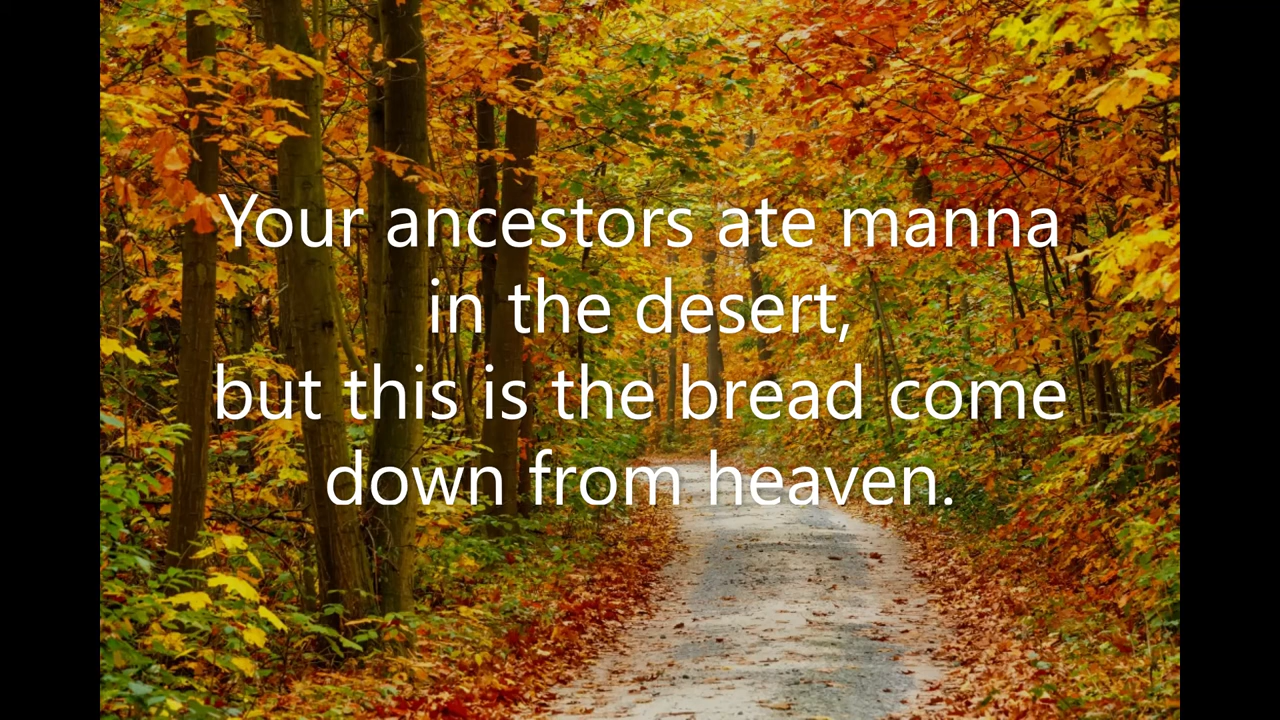 Your ancestors ate manna
in the desert,
but this is the bread come
down from heaven.